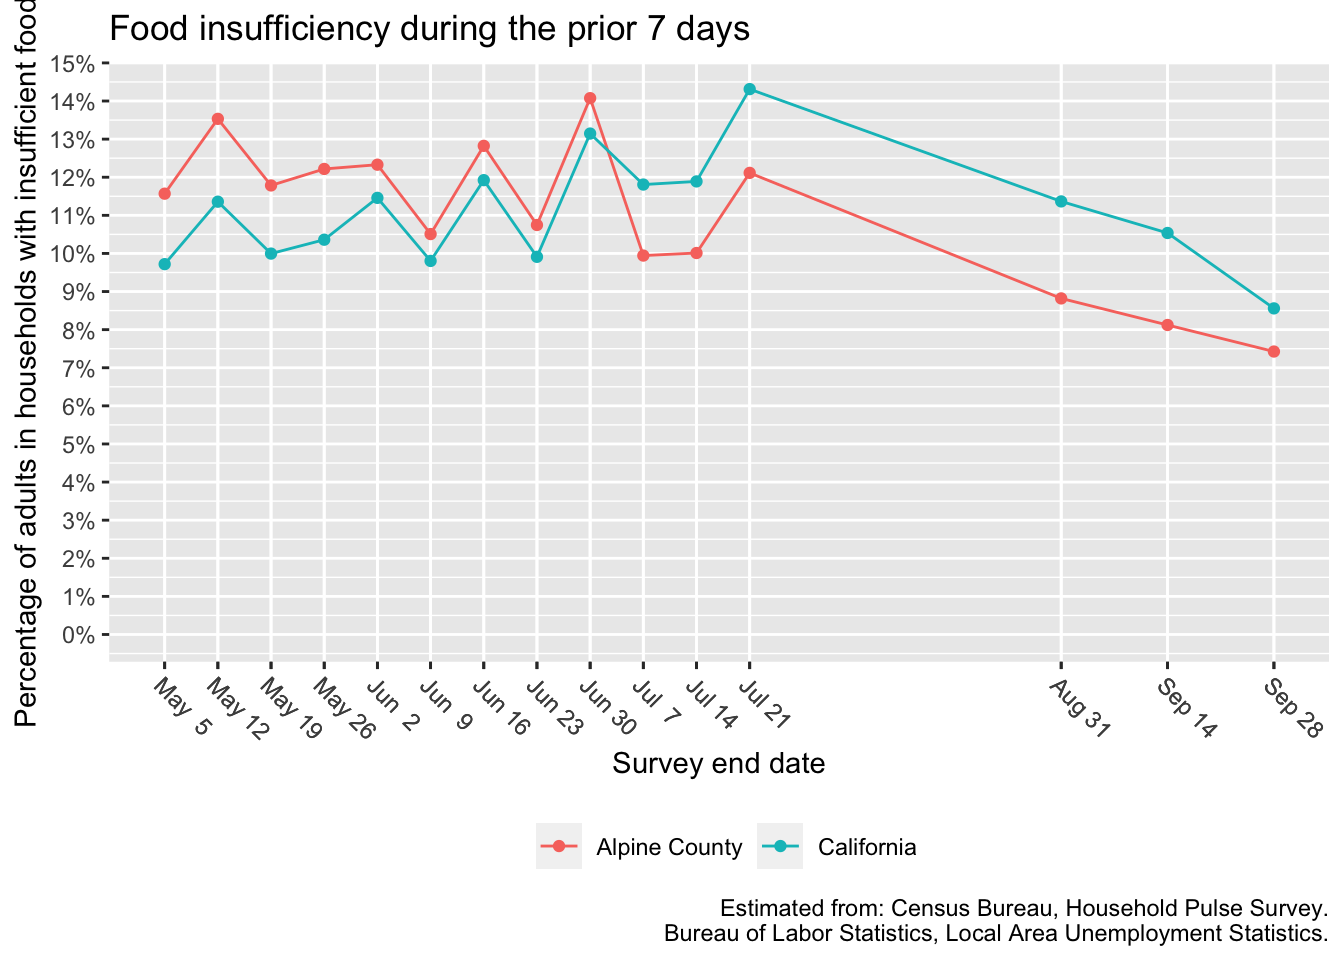 Food insufficiency during the prior 7 days
Percentage of adults in households with insufficient food
15%
14%
13%
12%
11%
10%
9%
8%
7%
6%
5%
4%
3%
2%
1%
0%
May 5
May 12
May 19
May 26
Jun 2
Jun 9
Jun 16
Jun 23
Jun 30
Jul 7
Jul 14
Jul 21
Aug 31
Sep 14
Sep 28
Survey end date
Alpine County
California
Estimated from: Census Bureau, Household Pulse Survey.
Bureau of Labor Statistics, Local Area Unemployment Statistics.